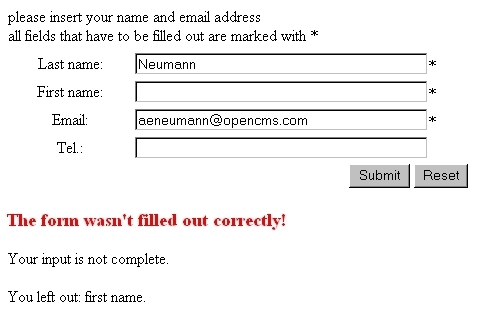 please insert your name and email address
all fields that have to be filled out are marked with *
Last name: Neumann *
First name: *
Email: aeneumann@opencms.com *
Tel.:
Submit Reset
The form wasn't filled out correctly!
Your input is not complete.
You left out: first name.